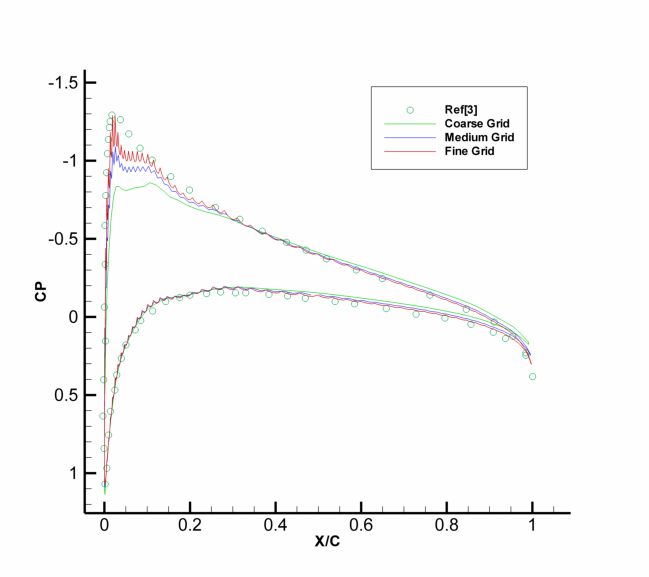 -1.5
Ref[3]
Coarse Grid
Medium Grid
Fine Grid
-1
-0.5
CP
0
0.5
1
0 0.2 0.4 0.6 0.8 1
X/C